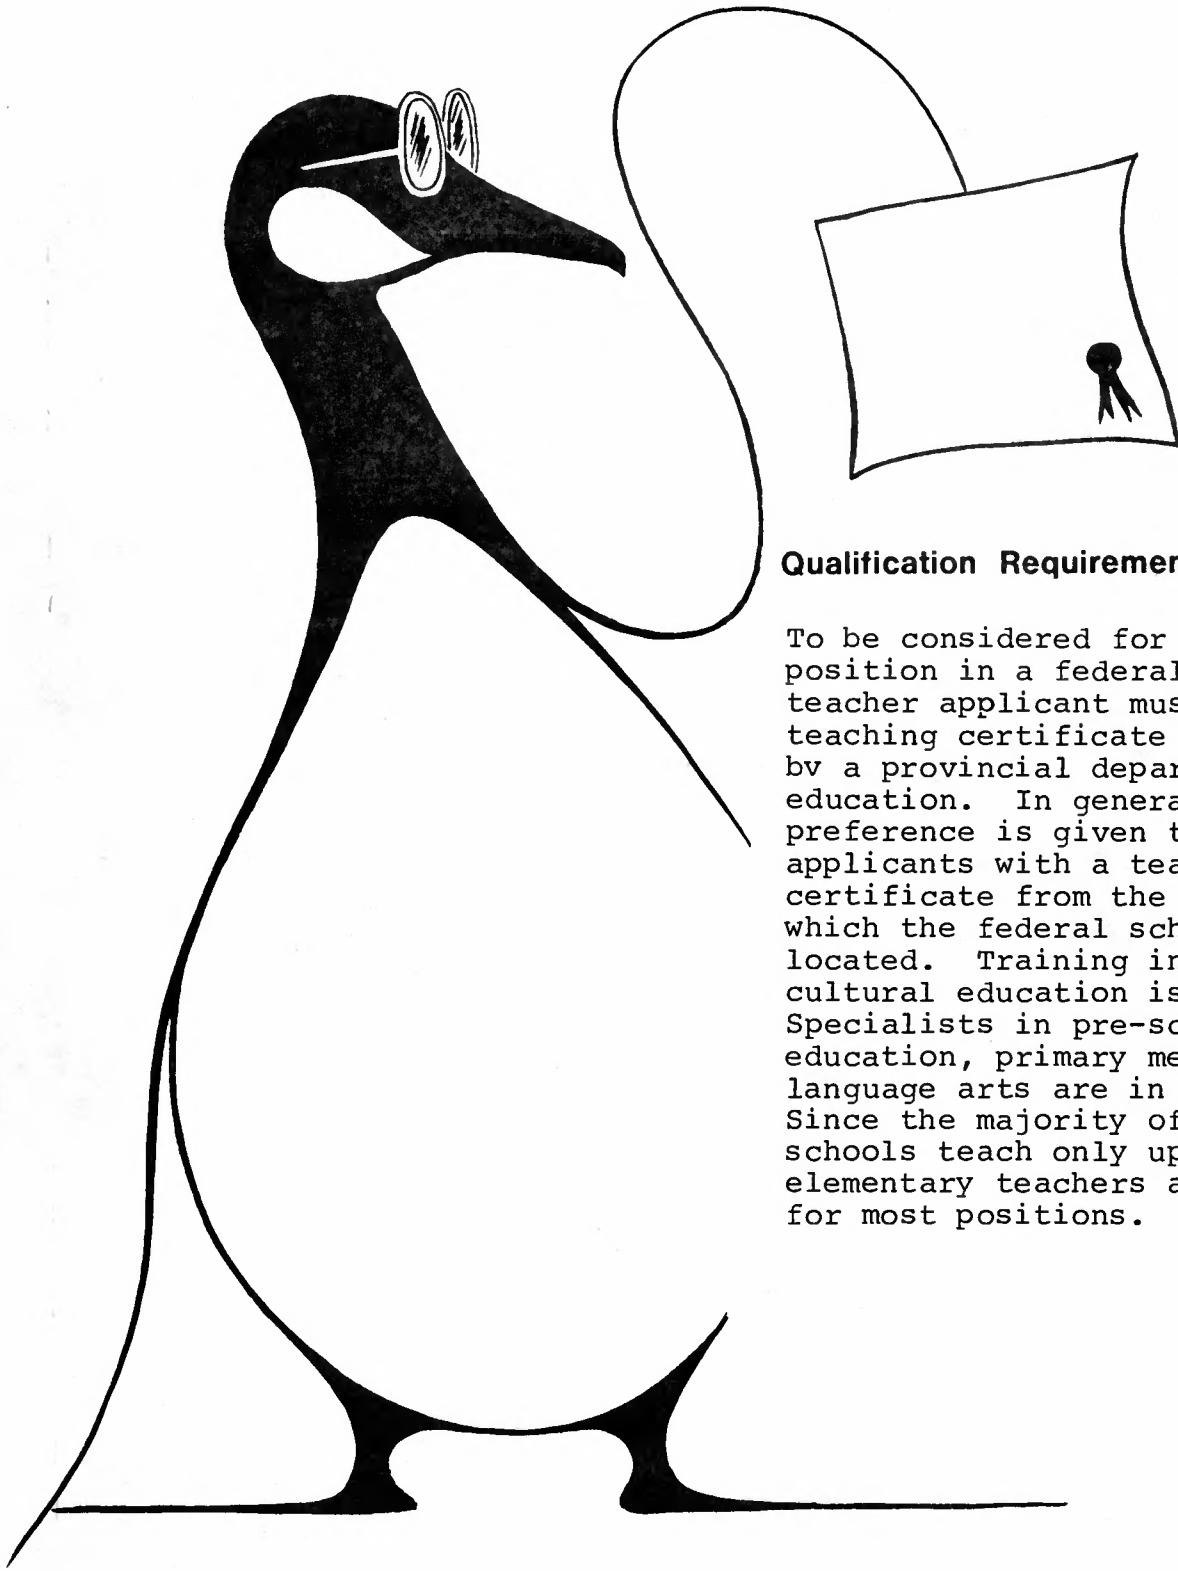 Qualification Requiremen
To be considered for
position in a federal
teacher applicant mus
teaching certificate
bv a provincial depar
education. In genera
preference is given t
applicants with a tea
certificate from the
which the federal sch
located. Training in
cultural education is
Specialists in pre-sc
education, primary me
language arts are in
Since the majority of
schools teach only up
elementary teachers a
for most positions.